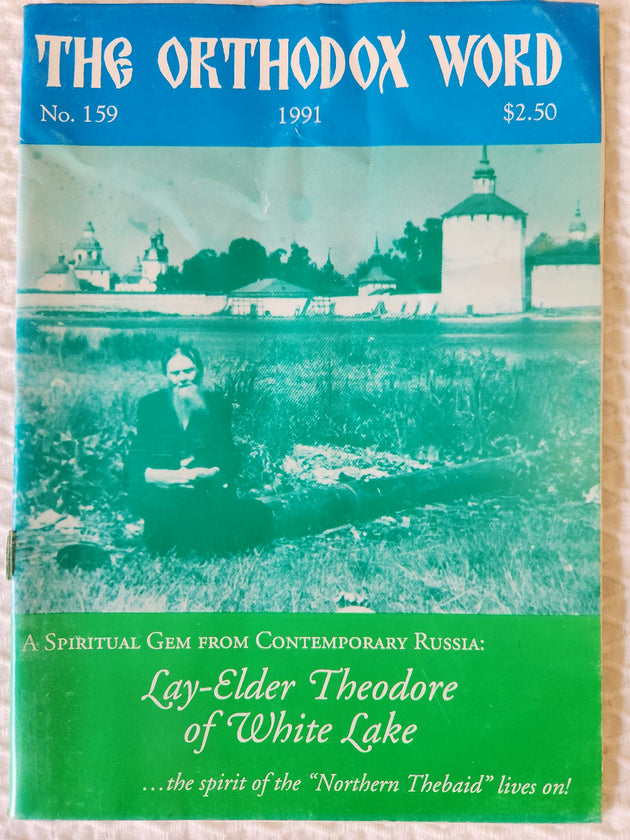 THE ORTHODOX WORD
No. 159 1991 $2.50
A Spiritual Gem from Contemporary Russia:
Lay-Elder Theodore
of White Lake
...the spirit of the “Northern Thebaid” lives on!